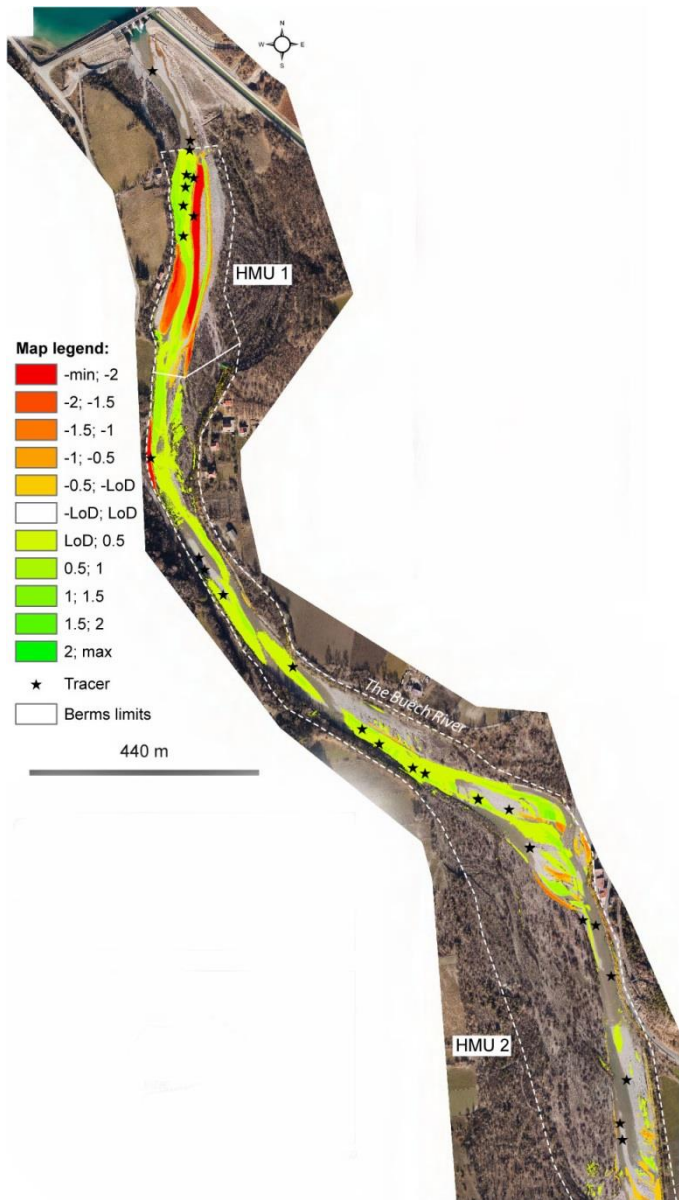 N
W E
S
HMU 1
Map legend:
-min; -2
-2; -1.5
-1.5; -1
-1; -0.5
-0.5; -LoD
-LoD; LoD
LoD; 0.5
0.5; 1
1; 1.5
1.5; 2
2; max
Tracer
Berms limits
The Buech River
440 m
HMU 2